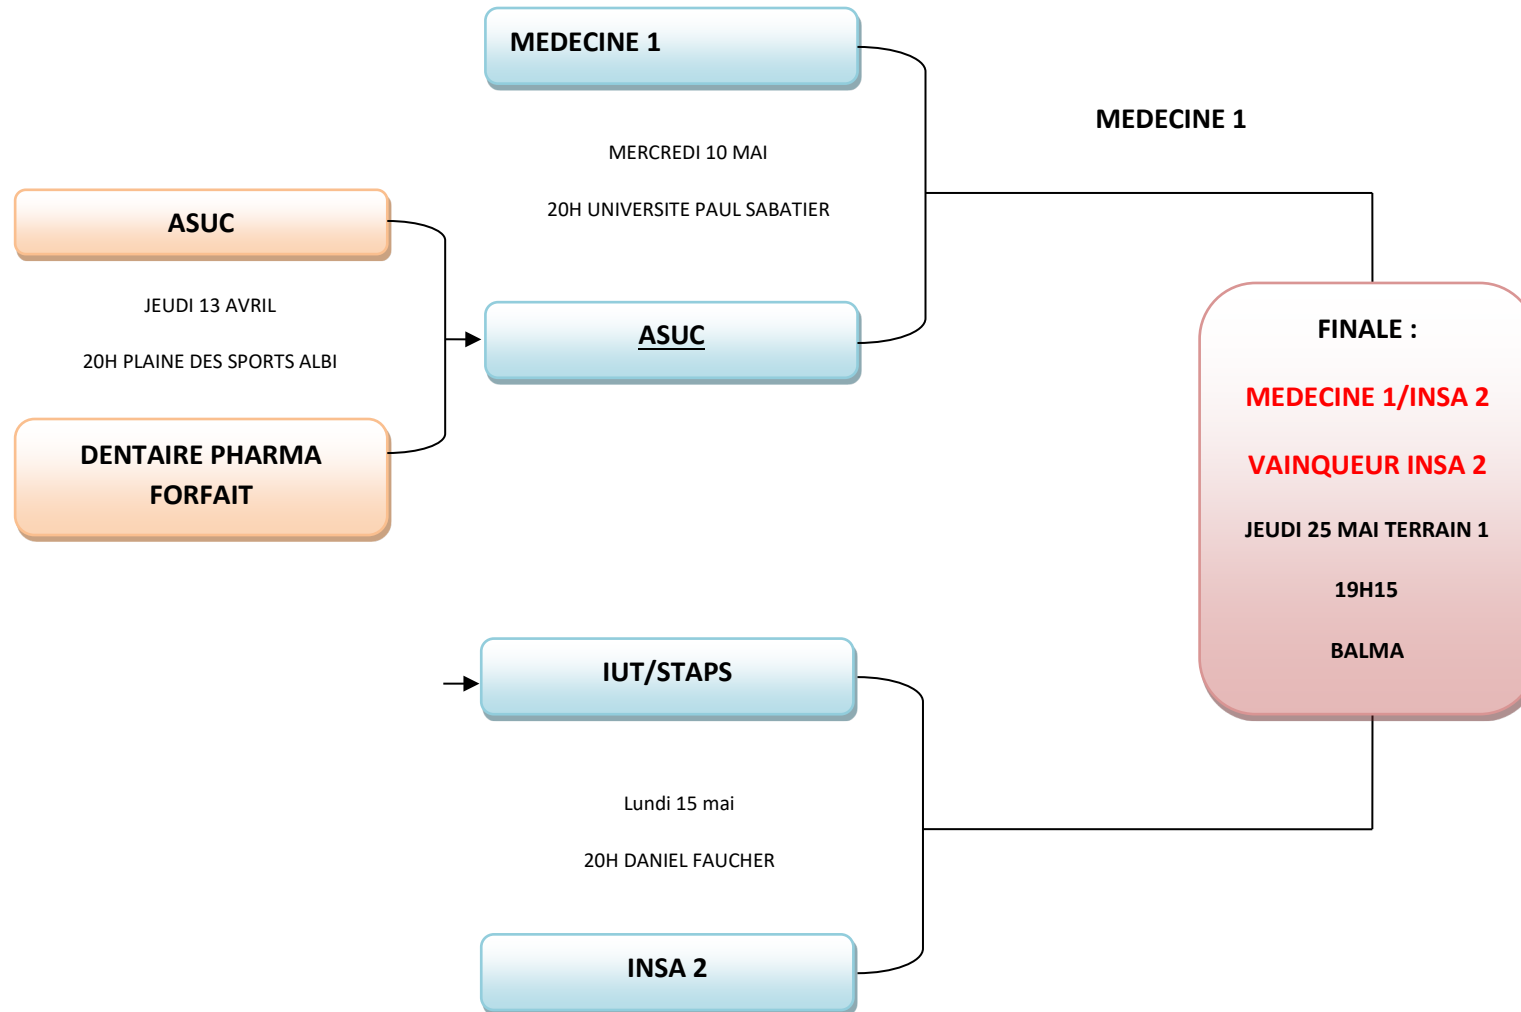 MEDECINE 1
MERCREDI 10 MAI
20H UNIVERSITE PAUL SABATIER
MEDECINE 1
ASUC
JEUDI 13 AVRIL
20H PLAINE DES SPORTS ALBI
DENTAIRE PHARMA
FORFAIT
ASUC
FINALE :
MEDECINE 1/INSA 2
VAINQUEUR INSA 2
JEUDI 25 MAI TERRAIN 1
19H15
BALMA
IUT/STAPS
Lundi 15 mai
20H DANIEL FAUCHER
INSA 2